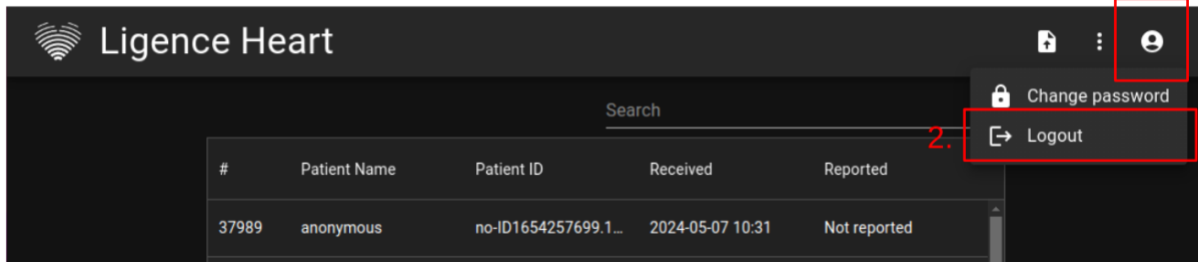 Ligence Heart
Change password
Search
2.
Logout
# Patient Name Patient ID Received Reported
37989 anonymous no-ID1654257699.1... 2024-05-07 10:31 Not reported